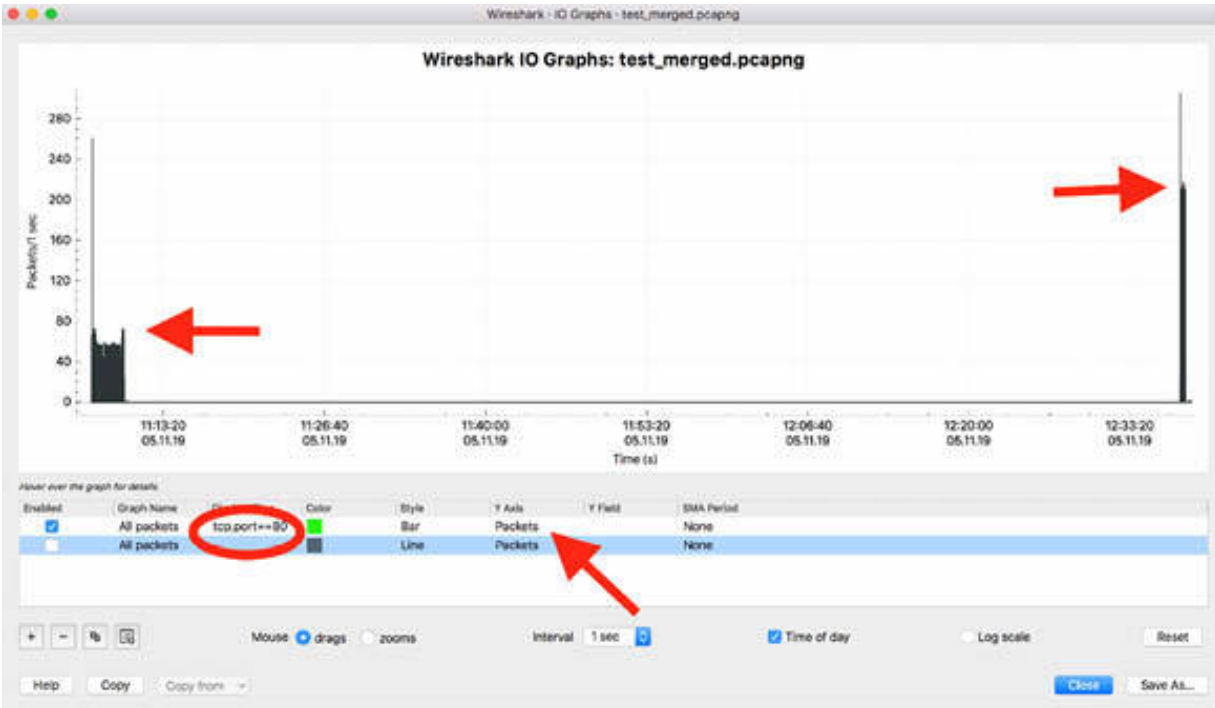 Wireshark · IO Graphs · test_merged.pcapng
Wireshark IO Graphs: test_merged.pcapng
Packets/1 sec
280
240
200
160
120
80
40
0
11:13:20 11:26:40 11:40:00 11:53:20 12:06:40 12:20:00 12:33:20
05.11.19 05.11.19 05.11.19 05.11.19 05.11.19 05.11.19 05.11.19
Time (s)
Hover over the graph for details.
Enabled Graph Name Color Style Y Axis Y Field SMA Period
All packets tcp.port==80 Bar Packets None
All packets Line Packets None
+ − Mouse drags zooms Interval 1 sec Time of day Log scale Reset
Help Copy Copy from Close Save As...